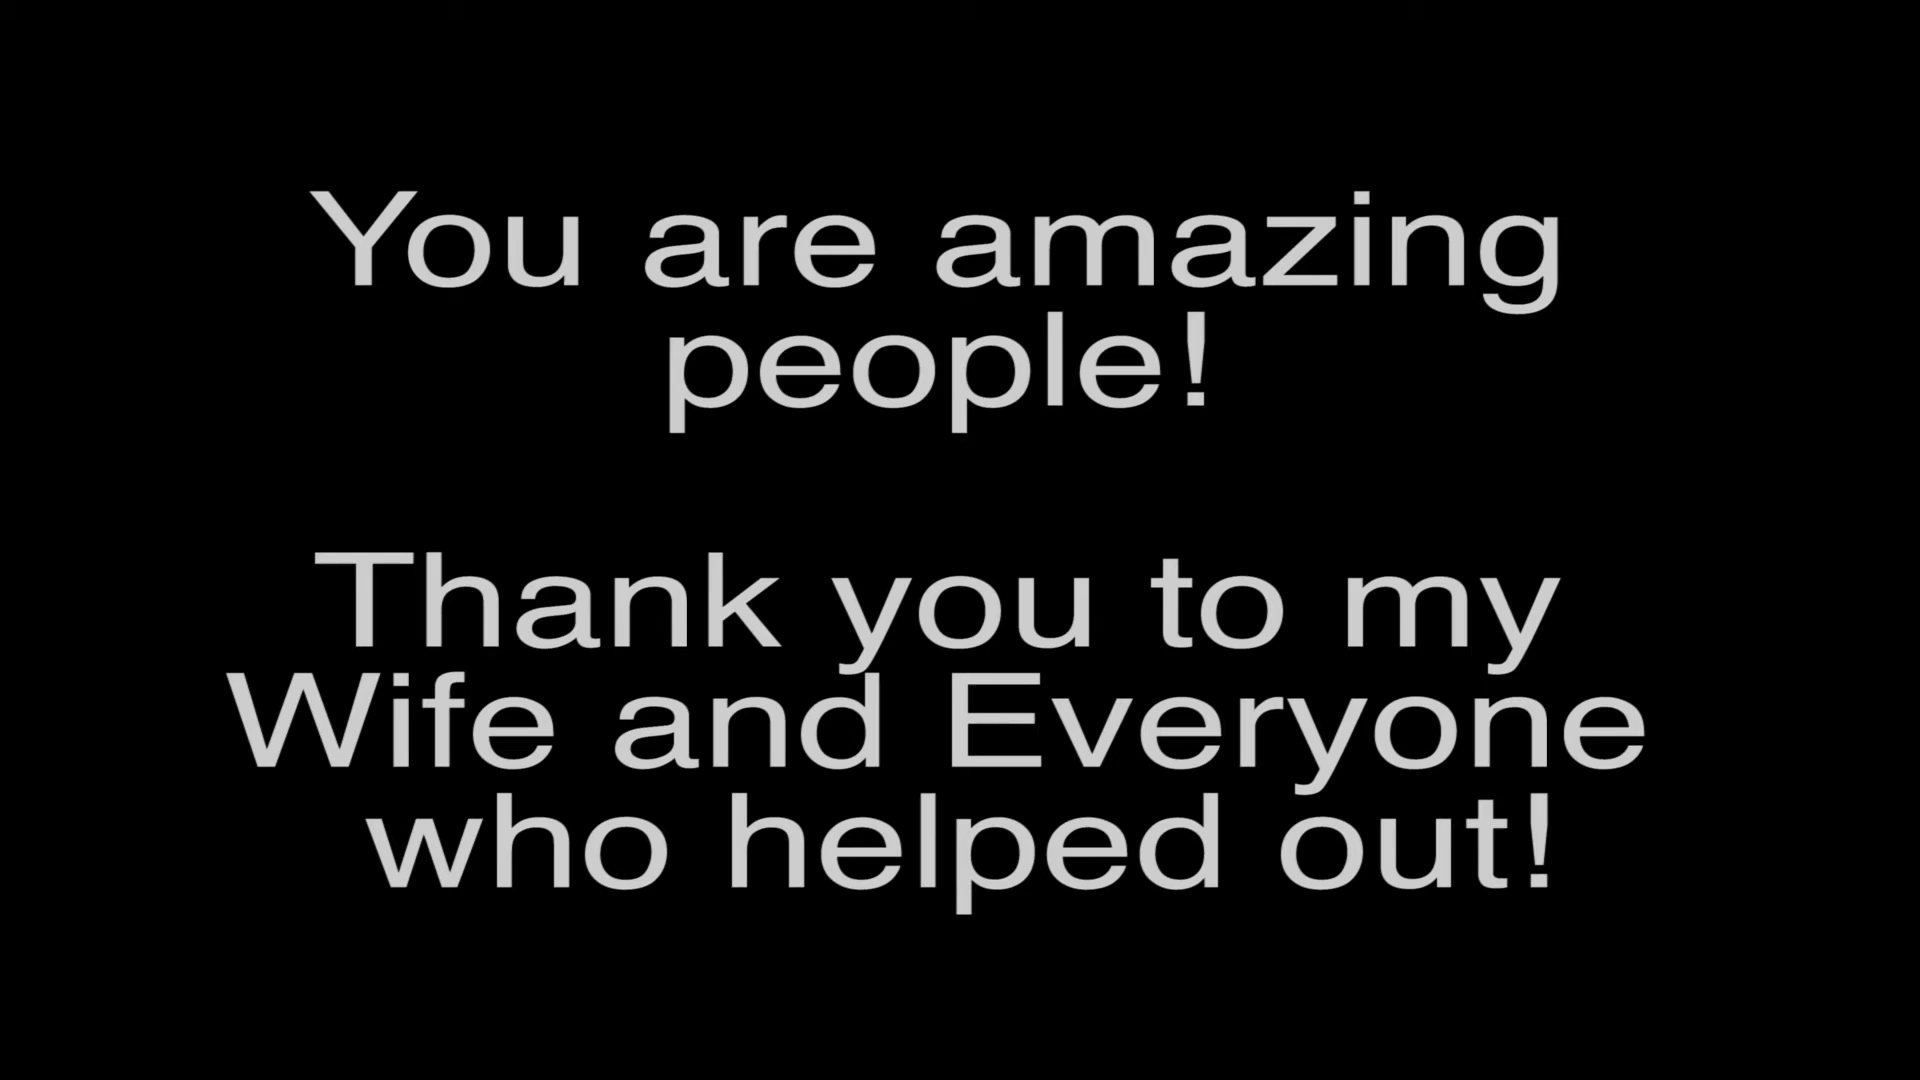 You are amazing
people!
Thank you to my
Wife and Everyone
who helped out!